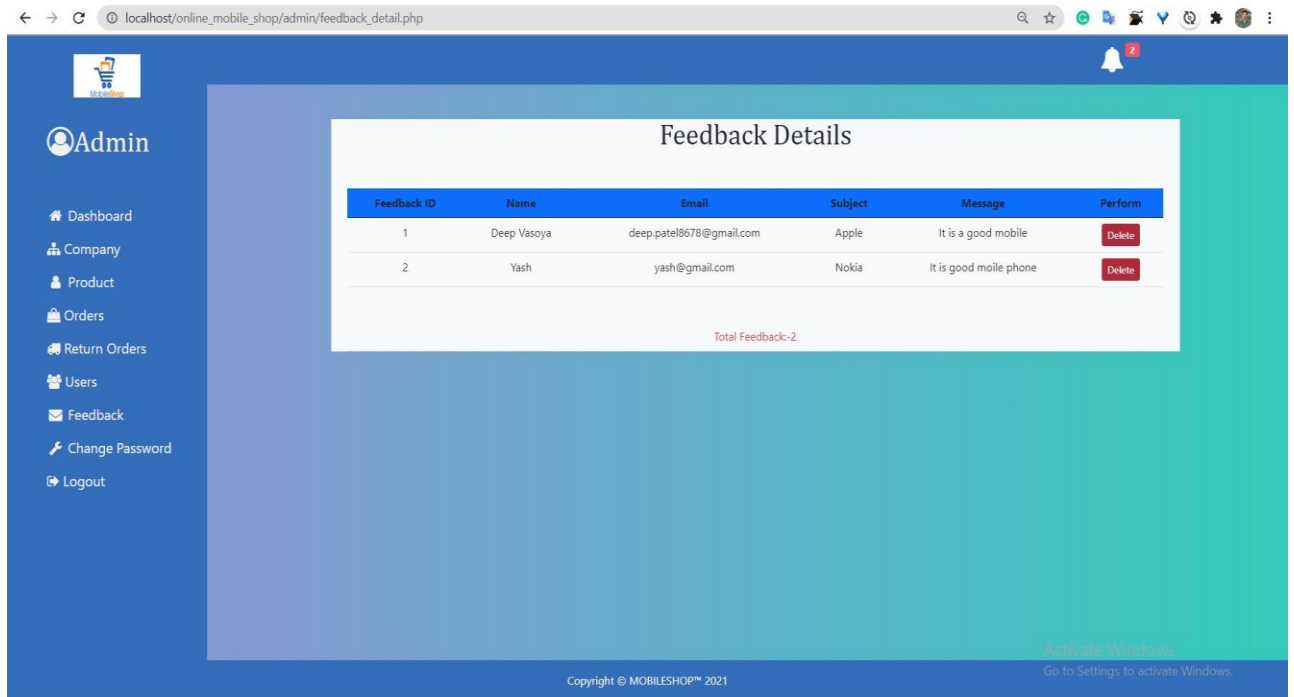 localhost/online_mobile_shop/admin/feedback_detail.php
2
MobileShop
Admin
Feedback Details
Dashboard
Company
Product
Orders
Return Orders
Users
Feedback
Change Password
Logout
Feedback ID Name Email Subject Message Perform
1 Deep Vasoya deep.patel8678@gmail.com Apple It is a good mobile Delete
2 Yash yash@gmail.com Nokia It is good moile phone Delete
Total Feedback:-2
Activate Windows
Go to Settings to activate Windows.
Copyright © MOBILESHOP™ 2021